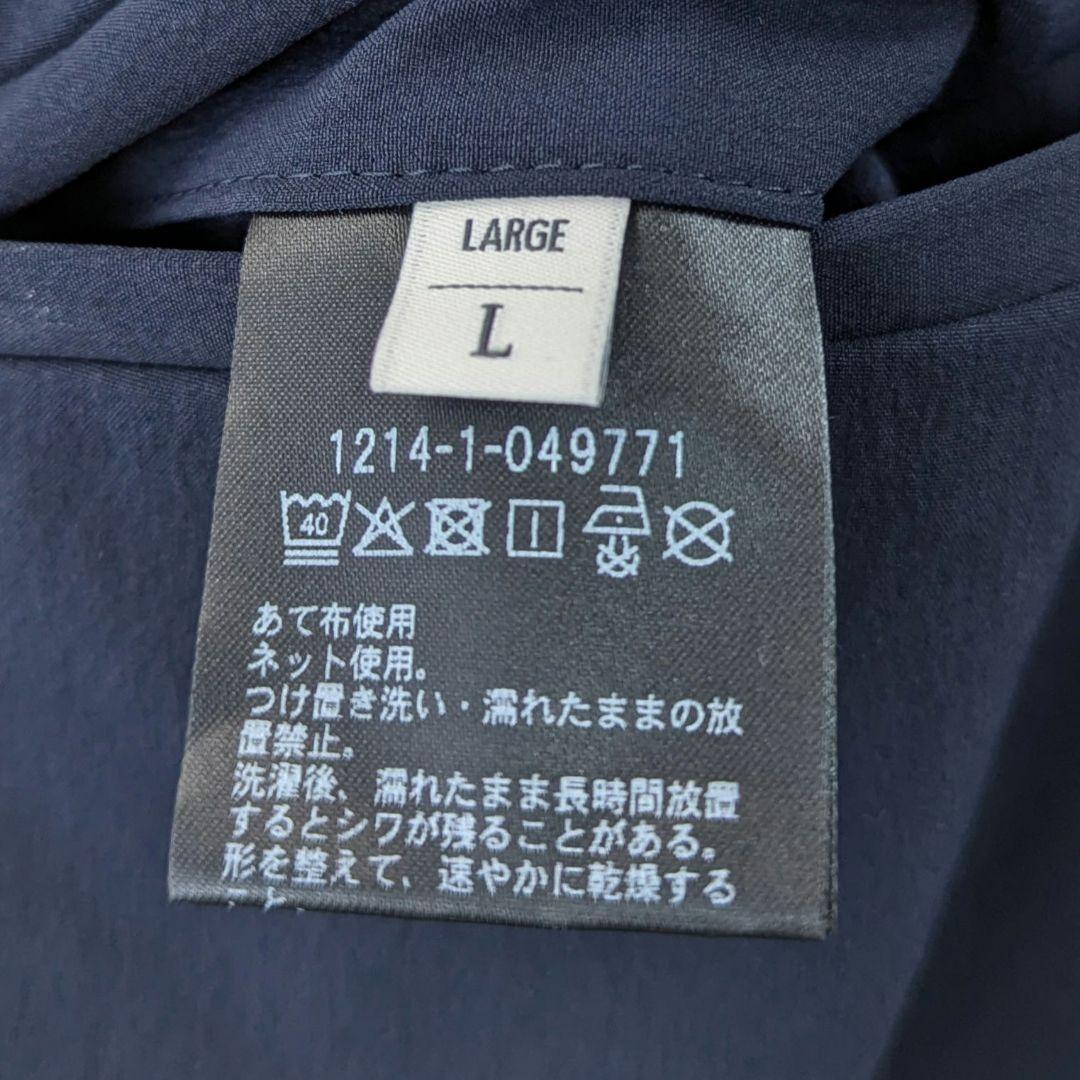 LARGE
L
1214-1-049771
40
あて布使用
ネット使用。
つけ置き洗い・濡れたままの放
置禁止。
洗濯後、濡れたまま長時間放置
するとシワが残ることがある。
形を整えて、速やかに乾燥する
こと。